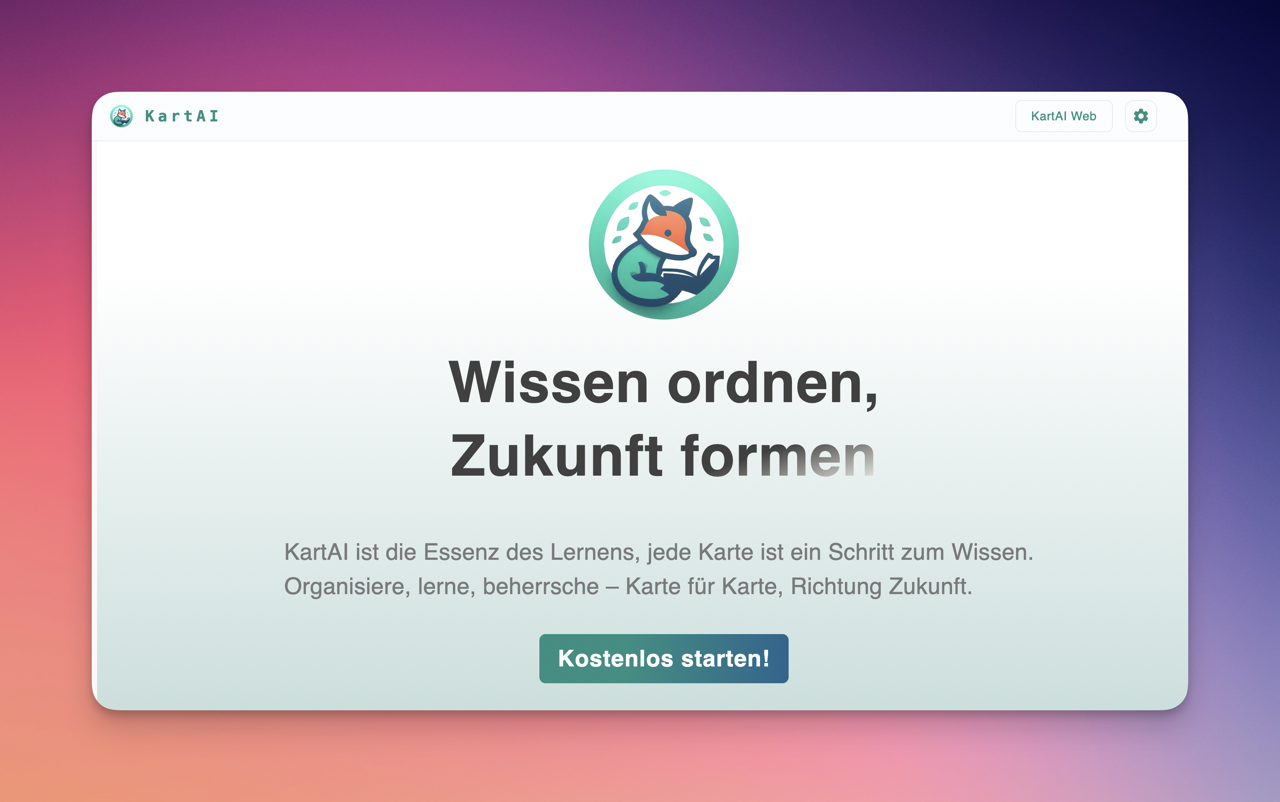 KartAI
KartAI Web
Wissen ordnen,
Zukunft formen
KartAI ist die Essenz des Lernens, jede Karte ist ein Schritt zum Wissen.
Organisiere, lerne, beherrsche – Karte für Karte, Richtung Zukunft.
Kostenlos starten!